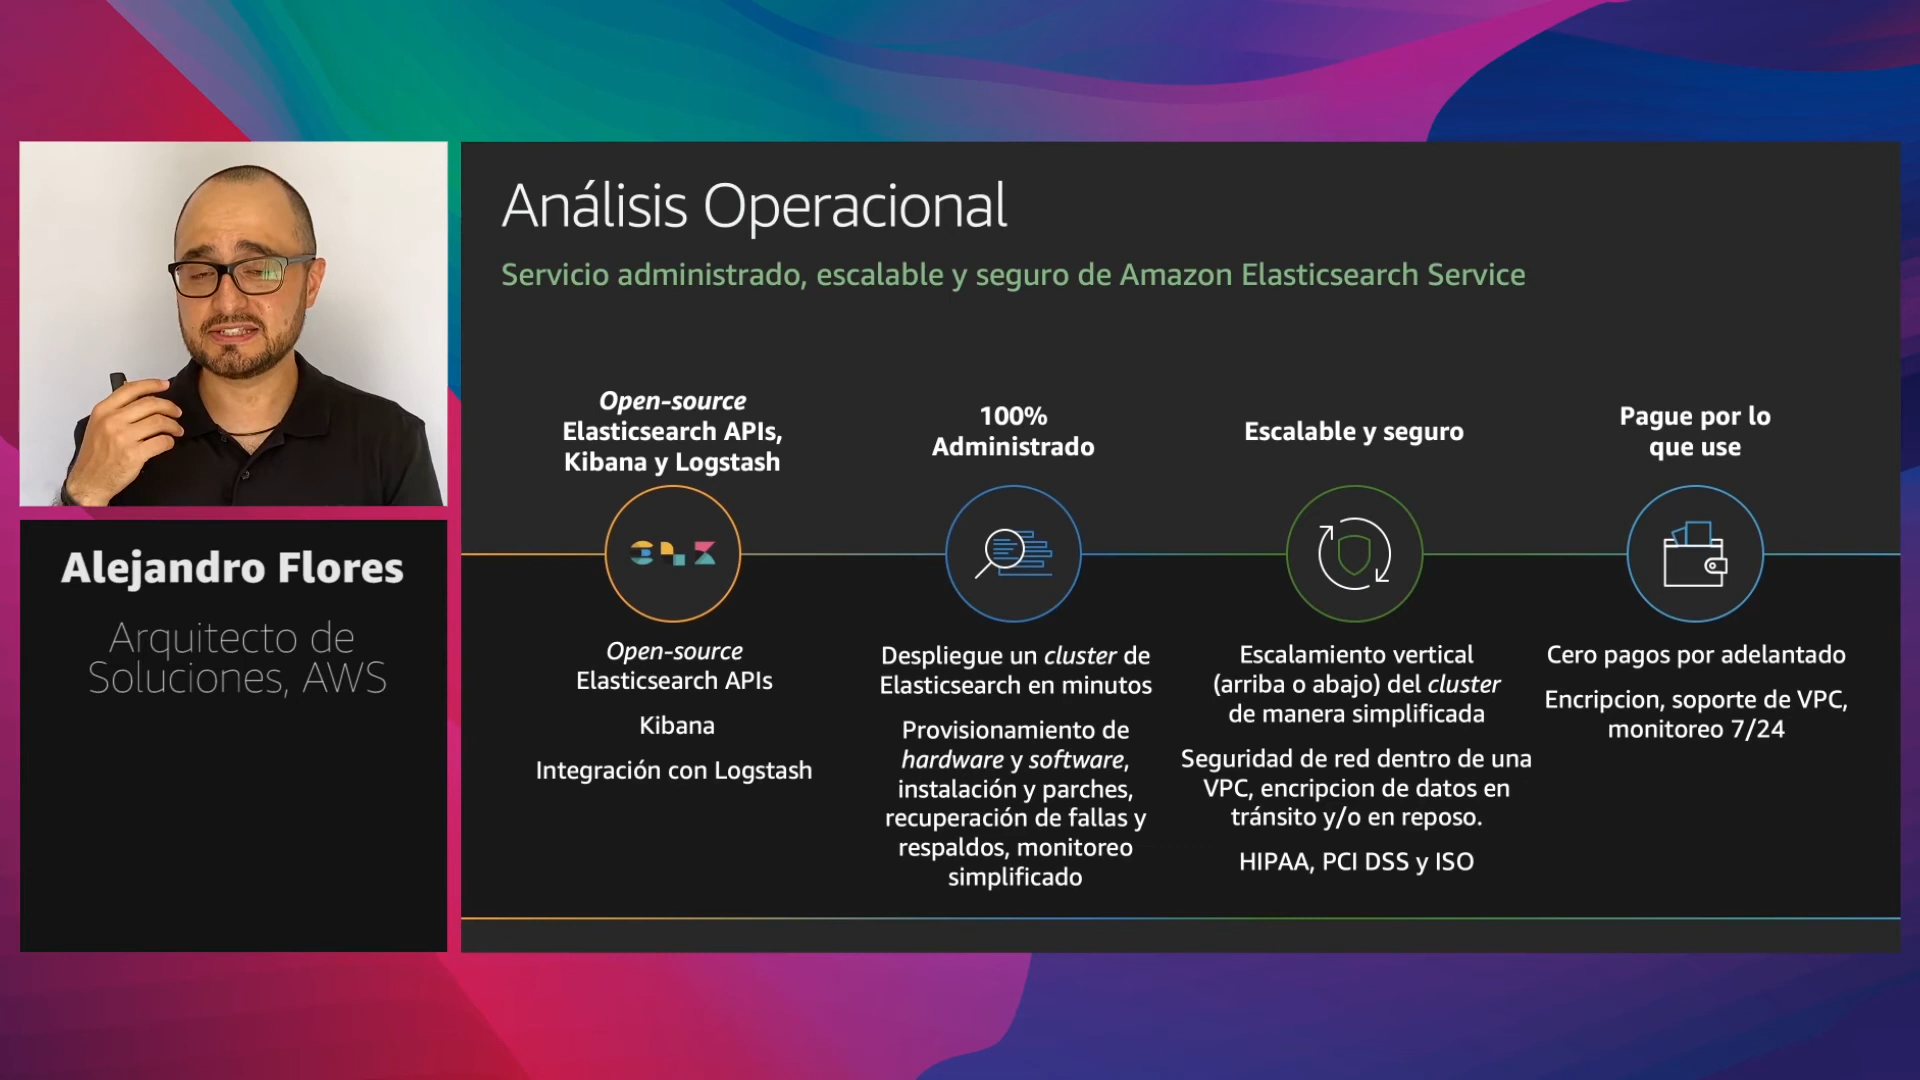 Análisis Operacional
Servicio administrado, escalable y seguro de Amazon Elasticsearch Service
Open-source
Elasticsearch APIs,
Kibana y Logstash
100%
Administrado
Escalable y seguro
Pague por lo
que use
Open-source
Elasticsearch APIs
Kibana
Integración con Logstash
Despliegue un cluster de
Elasticsearch en minutos
Provisionamiento de
hardware y software,
instalación y parches,
recuperación de fallas y
respaldos, monitoreo
simplificado
Escalamiento vertical
(arriba o abajo) del cluster
de manera simplificada
Seguridad de red dentro de una
VPC, encripcion de datos en
tránsito y/o en reposo.
HIPAA, PCI DSS y ISO
Cero pagos por adelantado
Encripcion, soporte de VPC,
monitoreo 7/24
Alejandro Flores
Arquitecto de
Soluciones, AWS